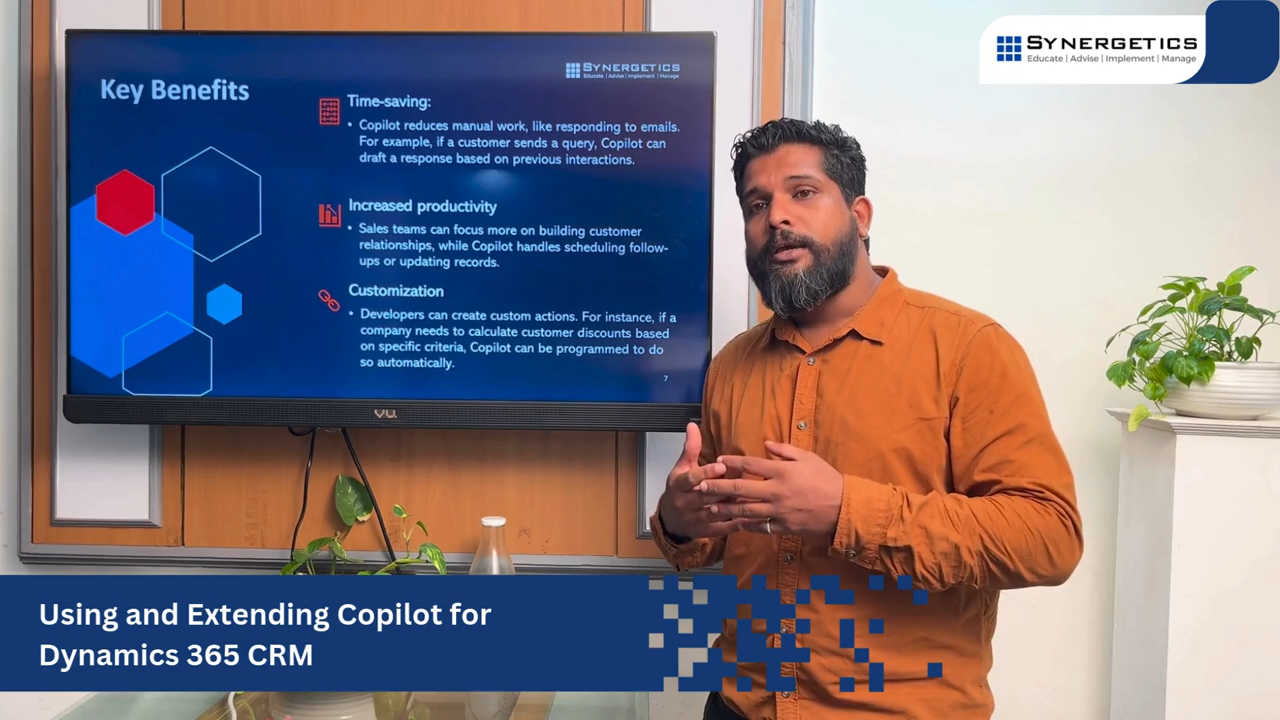 SYNERGETICS
Educate | Advise | Implement | Manage
SYNERGETICS
Educate | Advise | Implement | Manage
Key Benefits
Time-saving:
• Copilot reduces manual work, like responding to emails.
For example, if a customer sends a query, Copilot can
draft a response based on previous interactions.
Increased productivity
• Sales teams can focus more on building customer
relationships, while Copilot handles scheduling follow-
ups or updating records.
Customization
• Developers can create custom actions. For instance, if a
company needs to calculate customer discounts based
on specific criteria, Copilot can be programmed to do
so automatically.
7
Using and Extending Copilot for
Dynamics 365 CRM